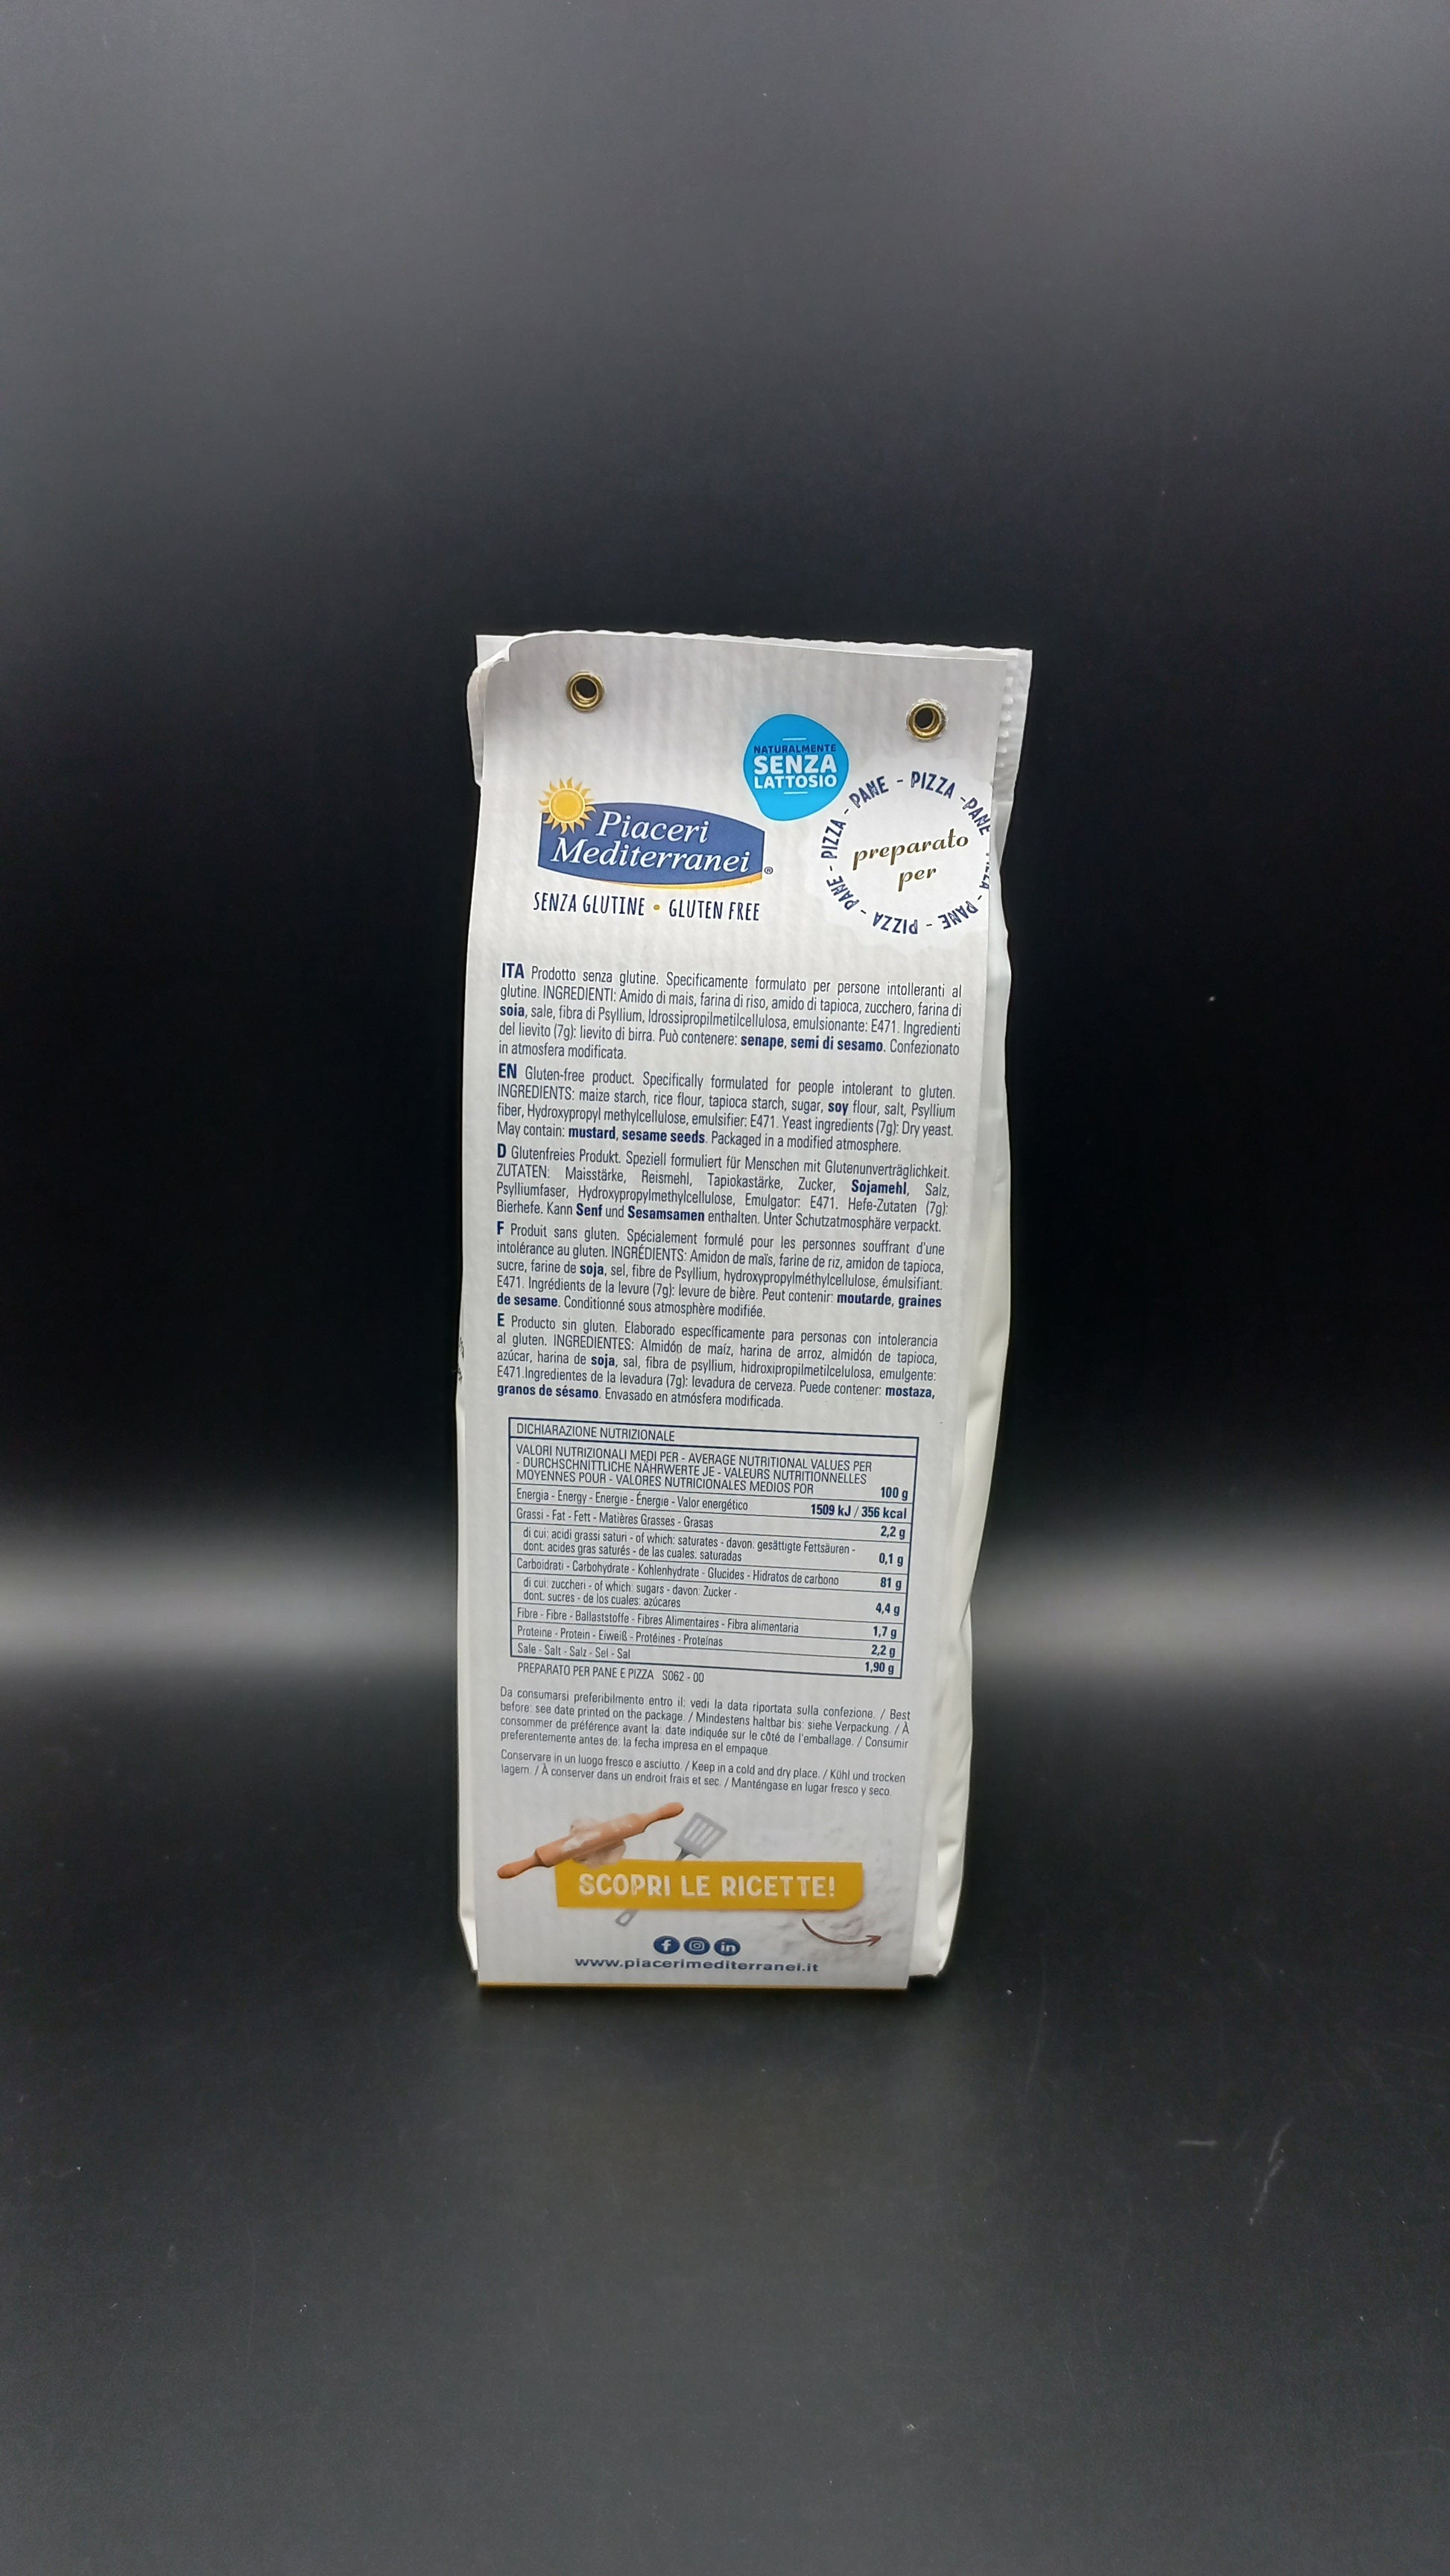 NATURALMENTE
SENZA
LATTOSIO
Piaceri
Mediterranei ®
SENZA GLUTINE • GLUTEN FREE
PANE - PIZZA - PANE - PIZZA - PANE - PIZZA - PANE - PIZZA -
preparato
per
ITA Prodotto senza glutine. Specificamente formulato per persone intolleranti al
glutine. INGREDIENTI: Amido di mais, farina di riso, amido di tapioca, zucchero, farina di
soia, sale, fibra di Psyllium, Idrossipropilmetilcellulosa, emulsionante: E471. Ingredienti
del lievito (7g): lievito di birra. Può contenere: senape, semi di sesamo. Confezionato
in atmosfera modificata.
EN Gluten-free product. Specifically formulated for people intolerant to gluten.
INGREDIENTS: maize starch, rice flour, tapioca starch, sugar, soy flour, salt, Psyllium
fiber, Hydroxypropyl methylcellulose, emulsifier: E471. Yeast ingredients (7g): Dry yeast.
May contain: mustard, sesame seeds. Packaged in a modified atmosphere.
D Glutenfreies Produkt. Speziell formuliert für Menschen mit Glutenunverträglichkeit.
ZUTATEN: Maisstärke, Reismehl, Tapiokastärke, Zucker, Sojamehl, Salz,
Psylliumfaser, Hydroxypropylmethylcellulose, Emulgator: E471. Hefe-Zutaten (7g):
Bierhefe. Kann Senf und Sesamsamen enthalten. Unter Schutzatmosphäre verpackt.
F Produit sans gluten. Spécialement formulé pour les personnes souffrant d'une
intolérance au gluten. INGRÉDIENTS: Amidon de maïs, farine de riz, amidon de tapioca,
sucre, farine de soja, sel, fibre de Psyllium, hydroxypropylméthylcellulose, émulsifiant:
E471. Ingrédients de la levure (7g): levure de bière. Peut contenir: moutarde, graines
de sesame. Conditionné sous atmosphère modifiée.
E Producto sin gluten. Elaborado específicamente para personas con intolerancia
al gluten. INGREDIENTES: Almidón de maíz, harina de arroz, almidón de tapioca,
azúcar, harina de soja, sal, fibra de psyllium, hidroxipropilmetilcelulosa, emulgente:
E471.Ingredientes de la levadura (7g): levadura de cerveza. Puede contener: mostaza,
granos de sésamo. Envasado en atmósfera modificada.
DICHIARAZIONE NUTRIZIONALE
VALORI NUTRIZIONALI MEDI PER - AVERAGE NUTRITIONAL VALUES PER
- DURCHSCHNITTLICHE NÄHRWERTE JE - VALEURS NUTRITIONNELLES
MOYENNES POUR - VALORES NUTRICIONALES MEDIOS POR 100 g
Energia - Energy - Energie - Énergie - Valor energético 1509 kJ / 356 kcal
Grassi - Fat - Fett - Matières Grasses - Grasas 2,2 g
di cui: acidi grassi saturi - of which: saturates - davon: gesättigte Fettsäuren -
dont: acides gras saturés - de las cuales: saturadas 0,1 g
Carboidrati - Carbohydrate - Kohlenhydrate - Glucides - Hidratos de carbono 81 g
di cui: zuccheri - of which: sugars - davon: Zucker -
dont: sucres - de los cuales: azúcares 4,4 g
Fibre - Fibre - Ballaststoffe - Fibres Alimentaires - Fibra alimentaria 1,7 g
Proteine - Protein - Eiweiß - Protéines - Proteínas 2,2 g
Sale - Salt - Salz - Sel - Sal 1,90 g
PREPARATO PER PANE E PIZZA S062 - 00
Da consumarsi preferibilmente entro il: vedi la data riportata sulla confezione. / Best
before: see date printed on the package. / Mindestens haltbar bis: siehe Verpackung. / À
consommer de préférence avant la: date indiquée sur le côté de l'emballage. / Consumir
preferentemente antes de: la fecha impresa en el empaque.
Conservare in un luogo fresco e asciutto. / Keep in a cold and dry place. / Kühl und trocken
lagern. / À conserver dans un endroit frais et sec. / Manténgase en lugar fresco y seco.
SCOPRI LE RICETTE!
f in
www.piacerimediterranei.it